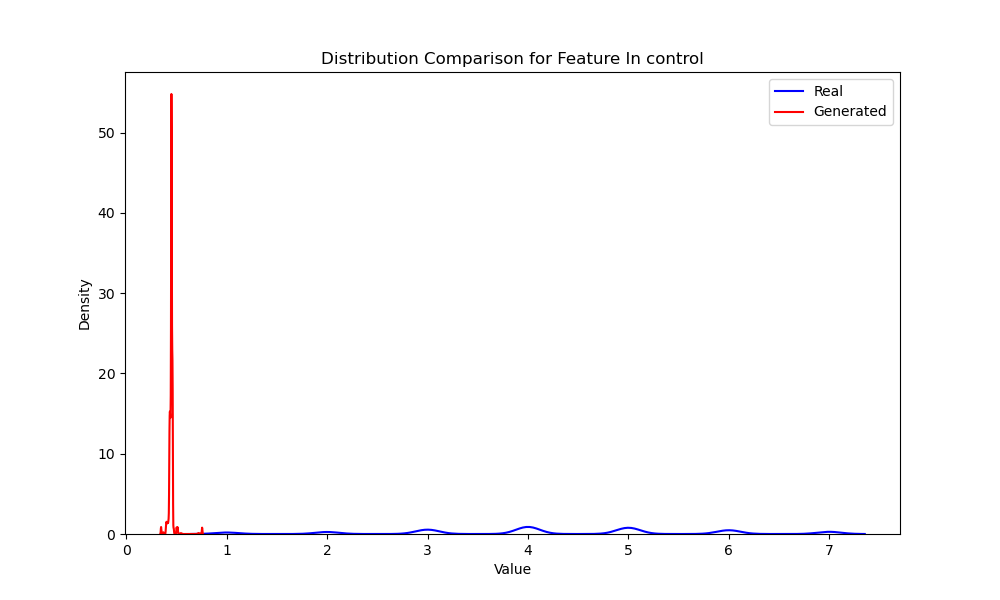 Distribution Comparison for Feature In control
Real
Generated
50
40
30
20
10
0
Density
0 1 2 3 4 5 6 7
Value